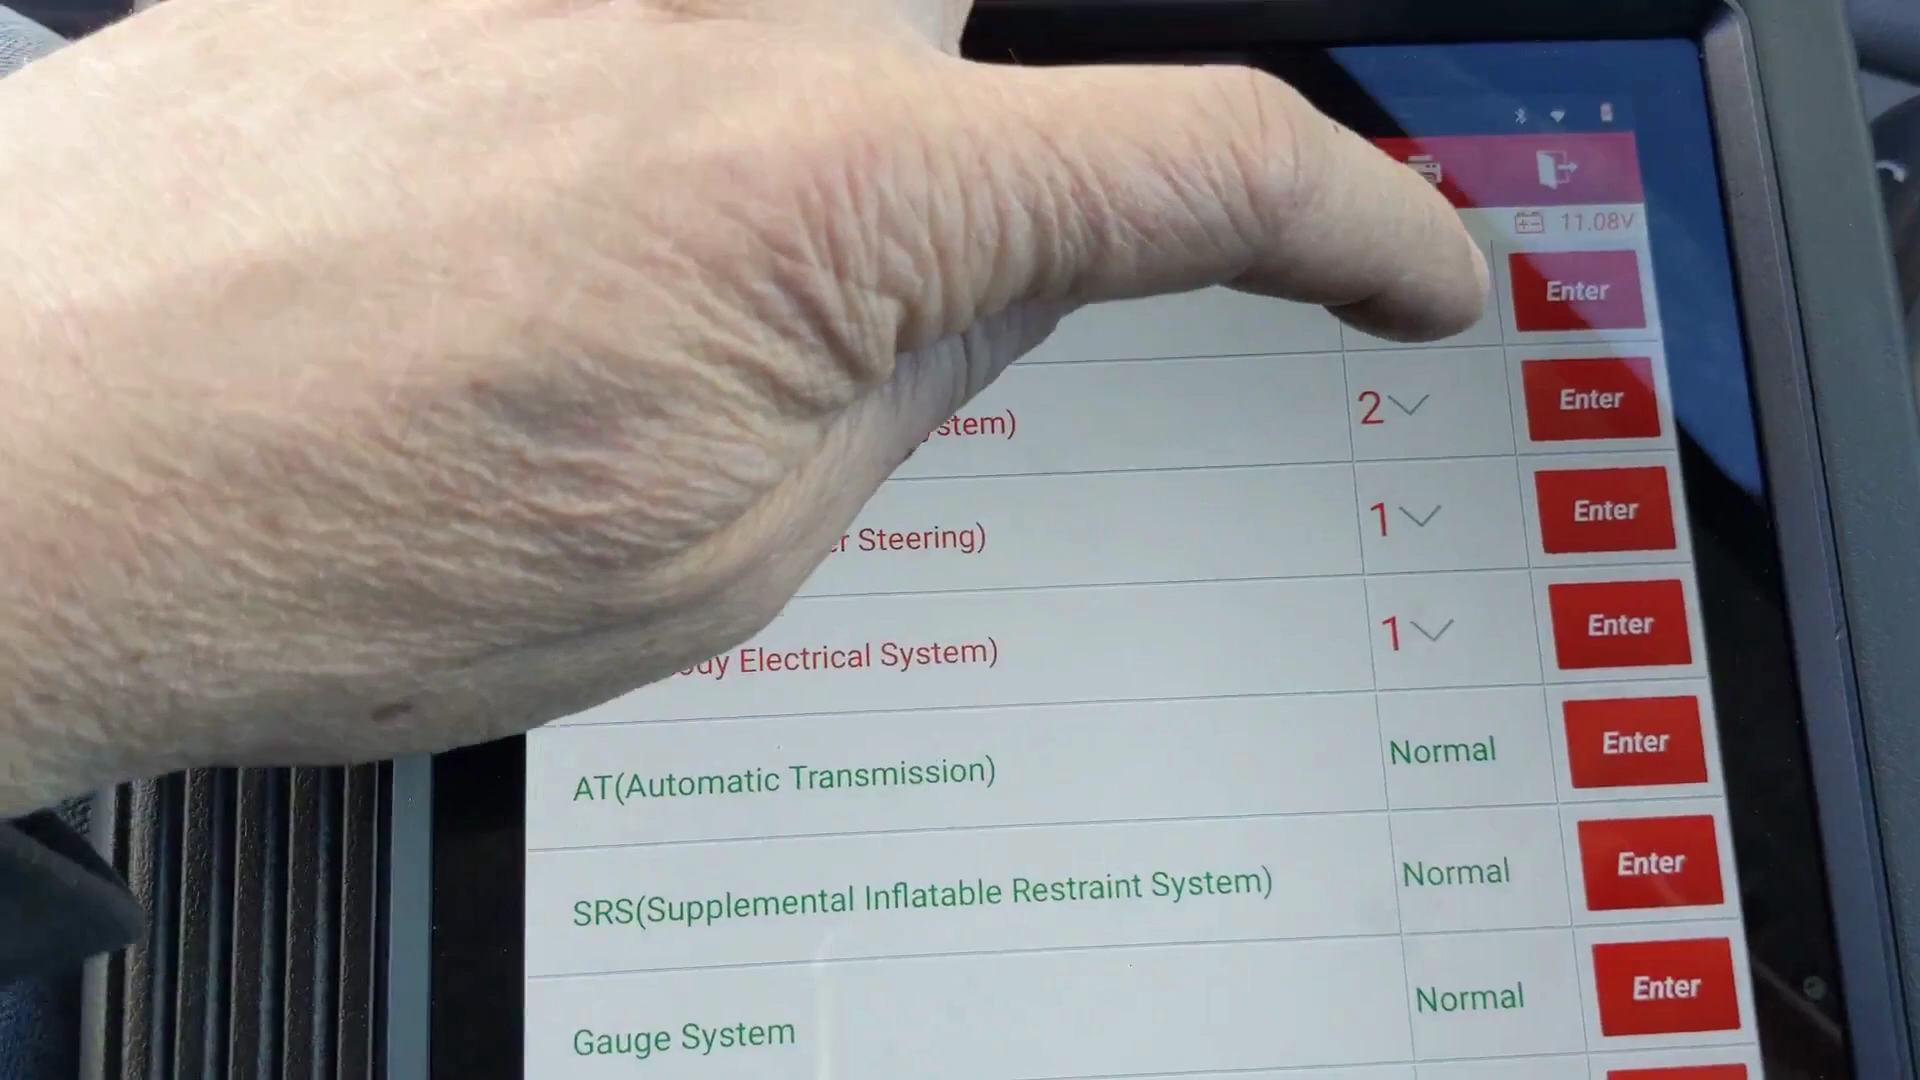 11.08V
Enter
2 Enter
Steering) 1 Enter
Electrical System) 1 Enter
AT(Automatic Transmission) Normal Enter
SRS(Supplemental Inflatable Restraint System) Normal Enter
Gauge System Normal Enter